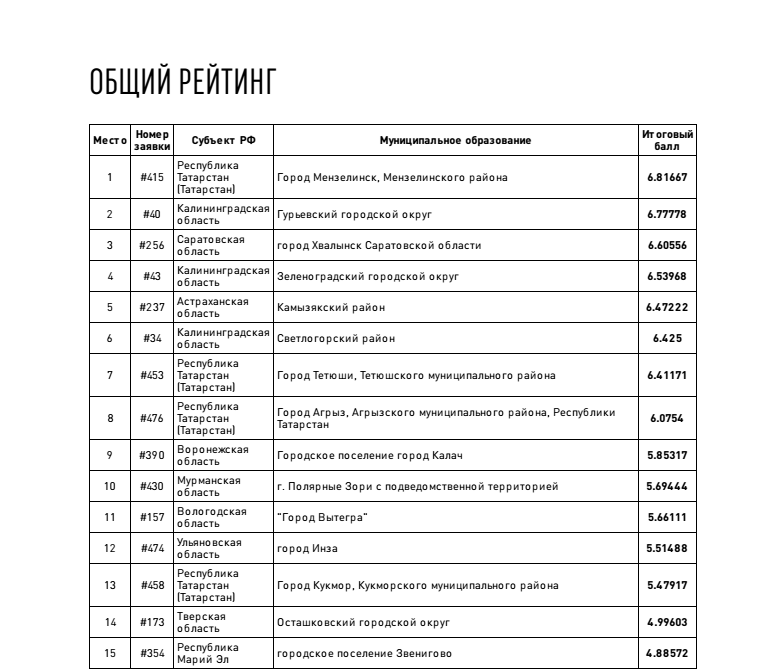 ОБЩИЙ РЕЙТИНГ
Место Номер заявки Субъект РФ Муниципальное образование Итоговый балл
1 #415 Республика Татарстан (Татарстан) Город Мензелинск, Мензелинского района 6.81667
2 #40 Калининградская область Гурьевский городской округ 6.77778
3 #256 Саратовская область город Хвалынск Саратовской области 6.60556
4 #43 Калининградская область Зеленоградский городской округ 6.53968
5 #237 Астраханская область Камызякский район 6.47222
6 #34 Калининградская область Светлогорский район 6.425
7 #453 Республика Татарстан (Татарстан) Город Тетюши, Тетюшского муниципального района 6.41171
8 #476 Республика Татарстан (Татарстан) Город Агрыз, Агрызского муниципального района, Республики Татарстан 6.0754
9 #390 Воронежская область Городское поселение город Калач 5.85317
10 #430 Мурманская область г. Полярные Зори с подведомственной территорией 5.69444
11 #157 Вологодская область "Город Вытегра" 5.66111
12 #474 Ульяновская область город Инза 5.51488
13 #458 Республика Татарстан (Татарстан) Город Кукмор, Кукморского муниципального района 5.47917
14 #173 Тверская область Осташковский городской округ 4.99603
15 #354 Республика Марий Эл городское поселение Звенигово 4.88572